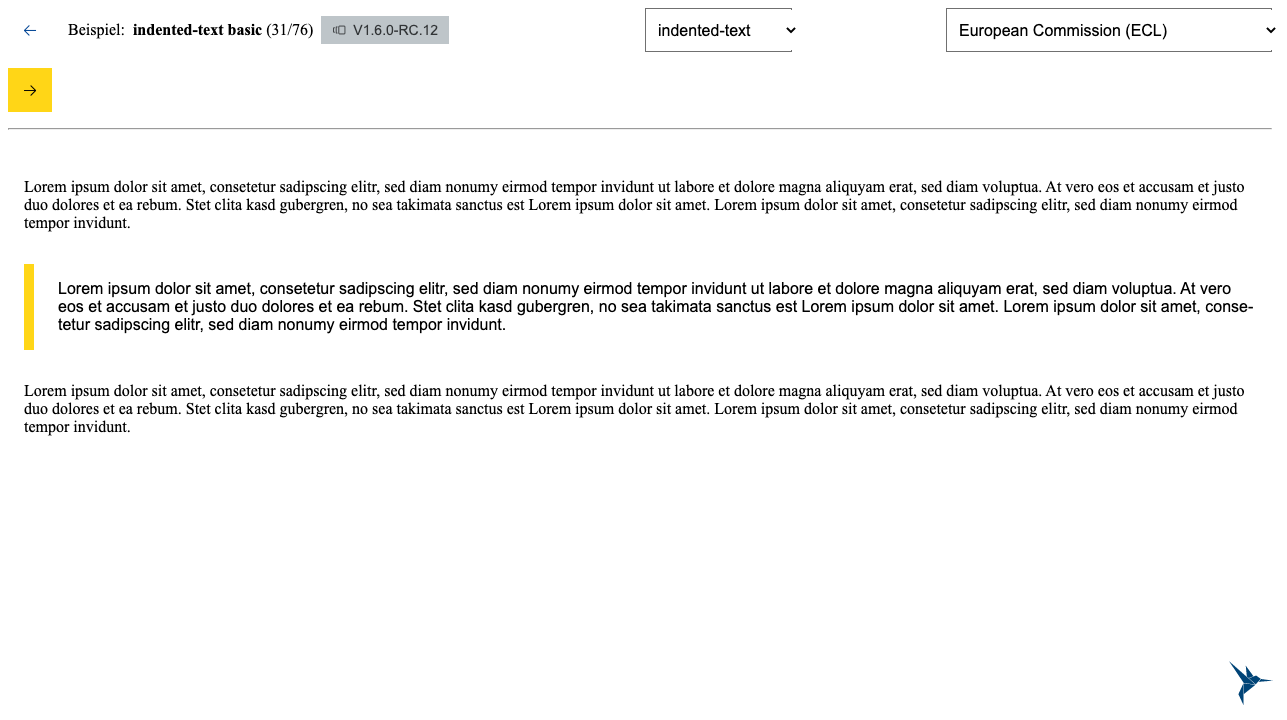 Beispiel: indented-text basic (31/76) V1.6.0-RC.12 indented-text European Commission (ECL)
Lorem ipsum dolor sit amet, consetetur sadipscing elitr, sed diam nonumy eirmod tempor invidunt ut labore et dolore magna aliquyam erat, sed diam voluptua. At vero eos et accusam et justo
duo dolores et ea rebum. Stet clita kasd gubergren, no sea takimata sanctus est Lorem ipsum dolor sit amet. Lorem ipsum dolor sit amet, consetetur sadipscing elitr, sed diam nonumy eirmod
tempor invidunt.
Lorem ipsum dolor sit amet, consetetur sadipscing elitr, sed diam nonumy eirmod tempor invidunt ut labore et dolore magna aliquyam erat, sed diam voluptua. At vero
eos et accusam et justo duo dolores et ea rebum. Stet clita kasd gubergren, no sea takimata sanctus est Lorem ipsum dolor sit amet. Lorem ipsum dolor sit amet, conse-
tetur sadipscing elitr, sed diam nonumy eirmod tempor invidunt.
Lorem ipsum dolor sit amet, consetetur sadipscing elitr, sed diam nonumy eirmod tempor invidunt ut labore et dolore magna aliquyam erat, sed diam voluptua. At vero eos et accusam et justo
duo dolores et ea rebum. Stet clita kasd gubergren, no sea takimata sanctus est Lorem ipsum dolor sit amet. Lorem ipsum dolor sit amet, consetetur sadipscing elitr, sed diam nonumy eirmod
tempor invidunt.